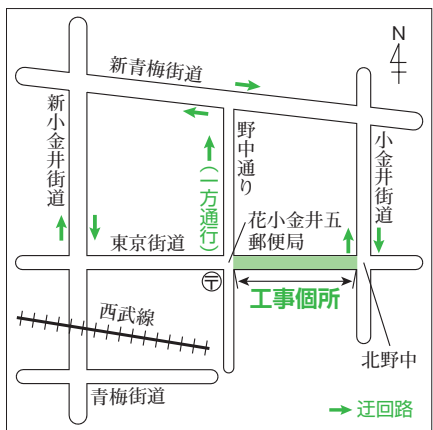 N
新青梅街道
新小金井街道
野中通り
小金井街道
(一方通行)
花小金井五
郵便局
東京街道
〒
工事個所
西武線
北野中
青梅街道
迂回路